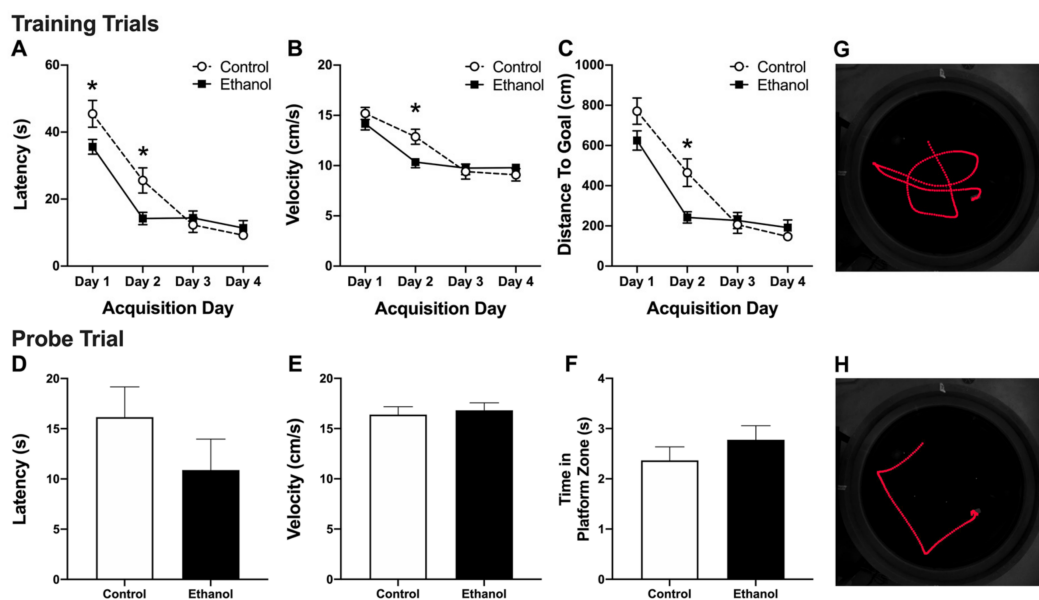 Training Trials
A
B
C
G
Control
Ethanol
Control
Ethanol
Control
Ethanol
60
40
20
0
Latency (s)
*
*
Day 1 Day 2 Day 3 Day 4
Acquisition Day
20
15
10
5
0
Velocity (cm/s)
*
Day 1 Day 2 Day 3 Day 4
Acquisition Day
1000
800
600
400
200
0
Distance To Goal (cm)
*
Day 1 Day 2 Day 3 Day 4
Acquisition Day
Probe Trial
D
E
F
H
20
15
10
5
0
Latency (s)
Control Ethanol
20
15
10
5
0
Velocity (cm/s)
Control Ethanol
4
3
2
1
0
Time in
Platform Zone (s)
Control Ethanol